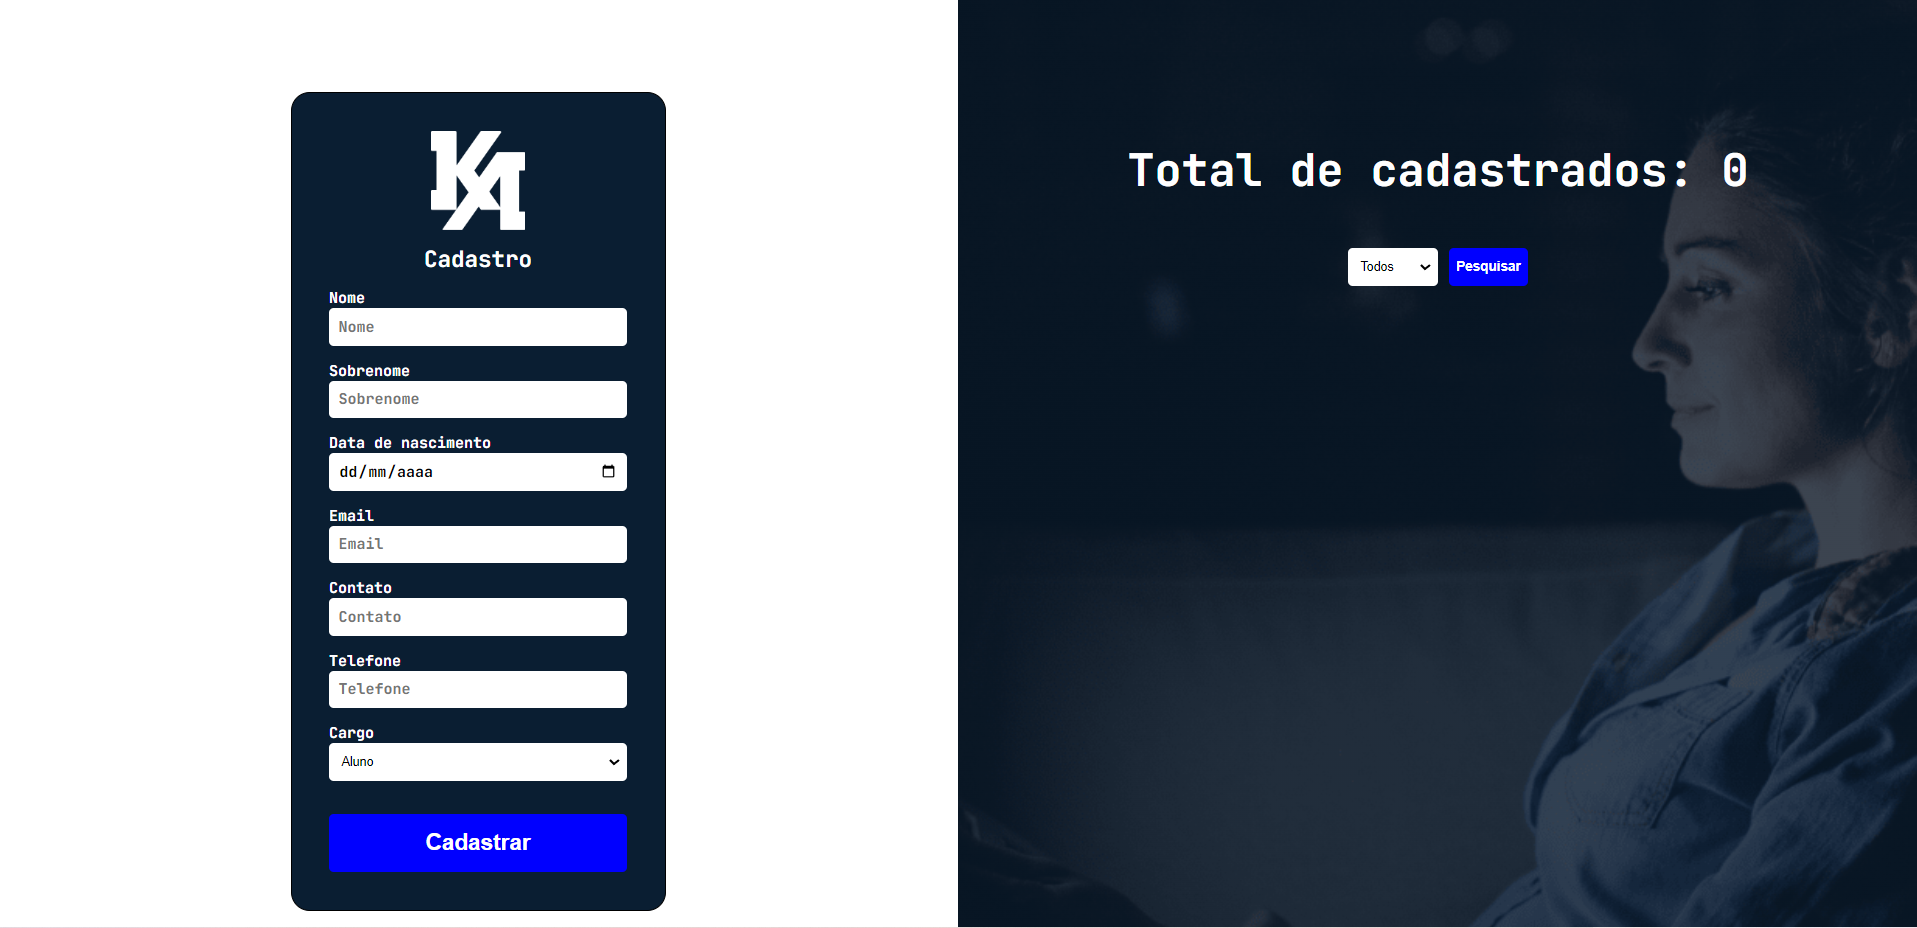 KA
Cadastro
Nome
Nome
Sobrenome
Sobrenome
Data de nascimento
dd/mm/aaaa
Email
Email
Contato
Contato
Telefone
Telefone
Cargo
Aluno
Cadastrar
Total de cadastrados: 0
Todos
Pesquisar